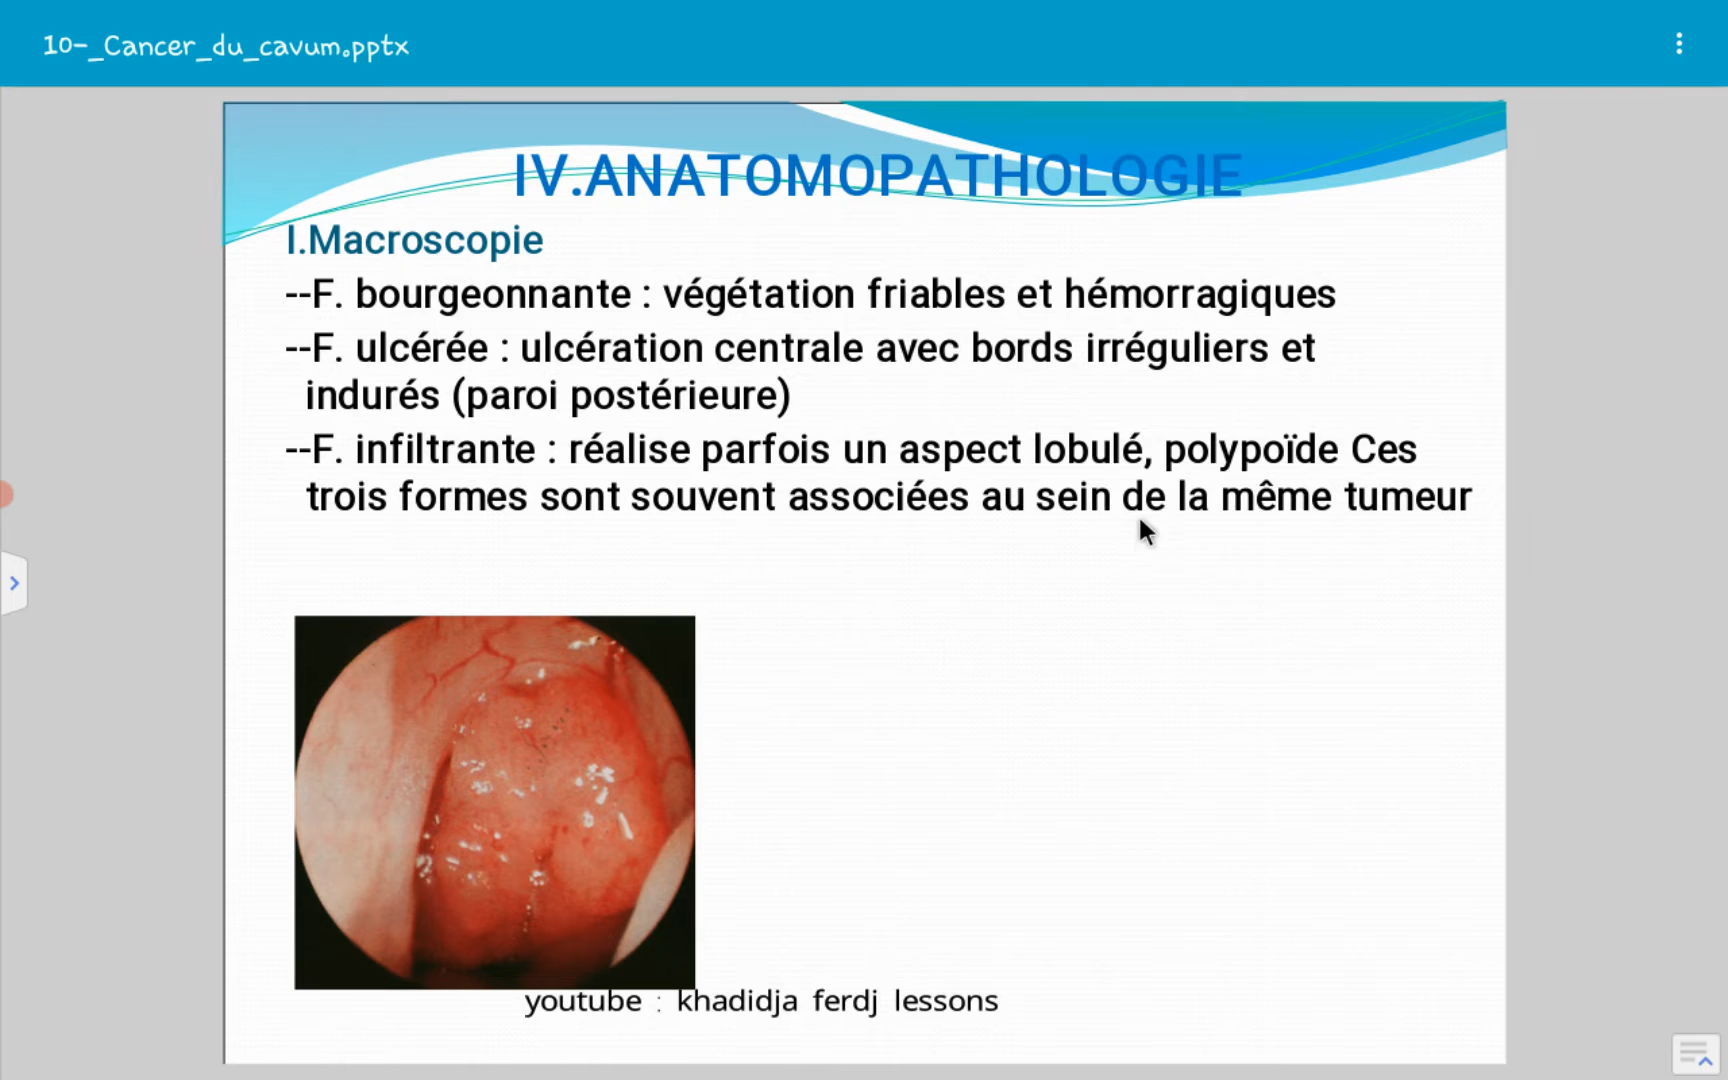 10-_Cancer_du_cavum.pptx
IV.ANATOMOPATHOLOGIE
I.Macroscopie
--F. bourgeonnante : végétation friables et hémorragiques
--F. ulcérée : ulcération centrale avec bords irréguliers et
indurés (paroi postérieure)
--F. infiltrante : réalise parfois un aspect lobulé, polypoïde Ces
trois formes sont souvent associées au sein de la même tumeur
youtube : khadidja ferdj lessons